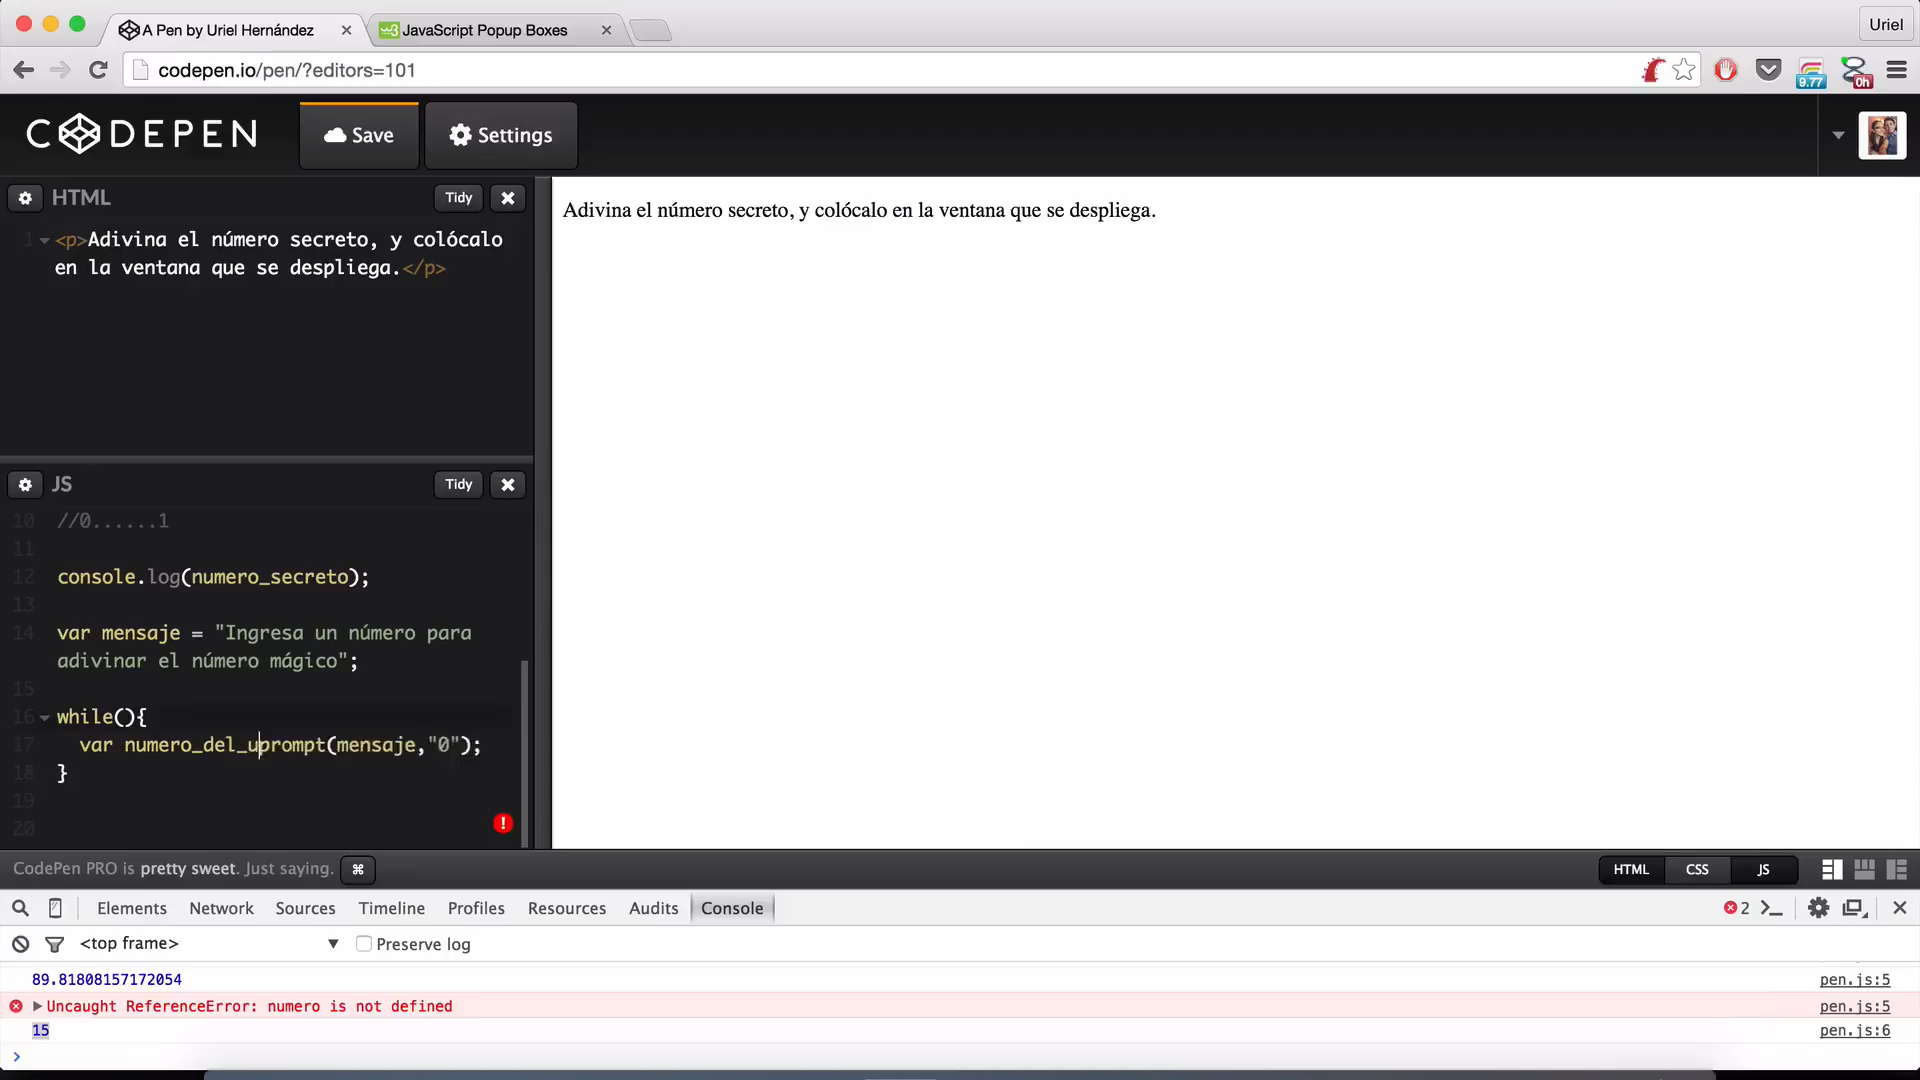 A Pen by Uriel Hernández
JavaScript Popup Boxes
Uriel
codepen.io/pen/?editors=101
9.77
0h
CODEPEN
Save
Settings
HTML
Tidy
1 <p>Adivina el número secreto, y colócalo
en la ventana que se despliega.</p>
Adivina el número secreto, y colócalo en la ventana que se despliega.
JS
Tidy
10 //0......1
11
12 console.log(numero_secreto);
13
14 var mensaje = "Ingresa un número para
adivinar el número mágico";
15
16 while(){
17 var numero_del_uprompt(mensaje,"0");
18 }
19
20
CodePen PRO is pretty sweet. Just saying. ⌘
HTML CSS JS
Elements Network Sources Timeline Profiles Resources Audits Console
2
<top frame> ▼ Preserve log
89.81808157172054 pen.js:5
Uncaught ReferenceError: numero is not defined pen.js:5
15 pen.js:6
>